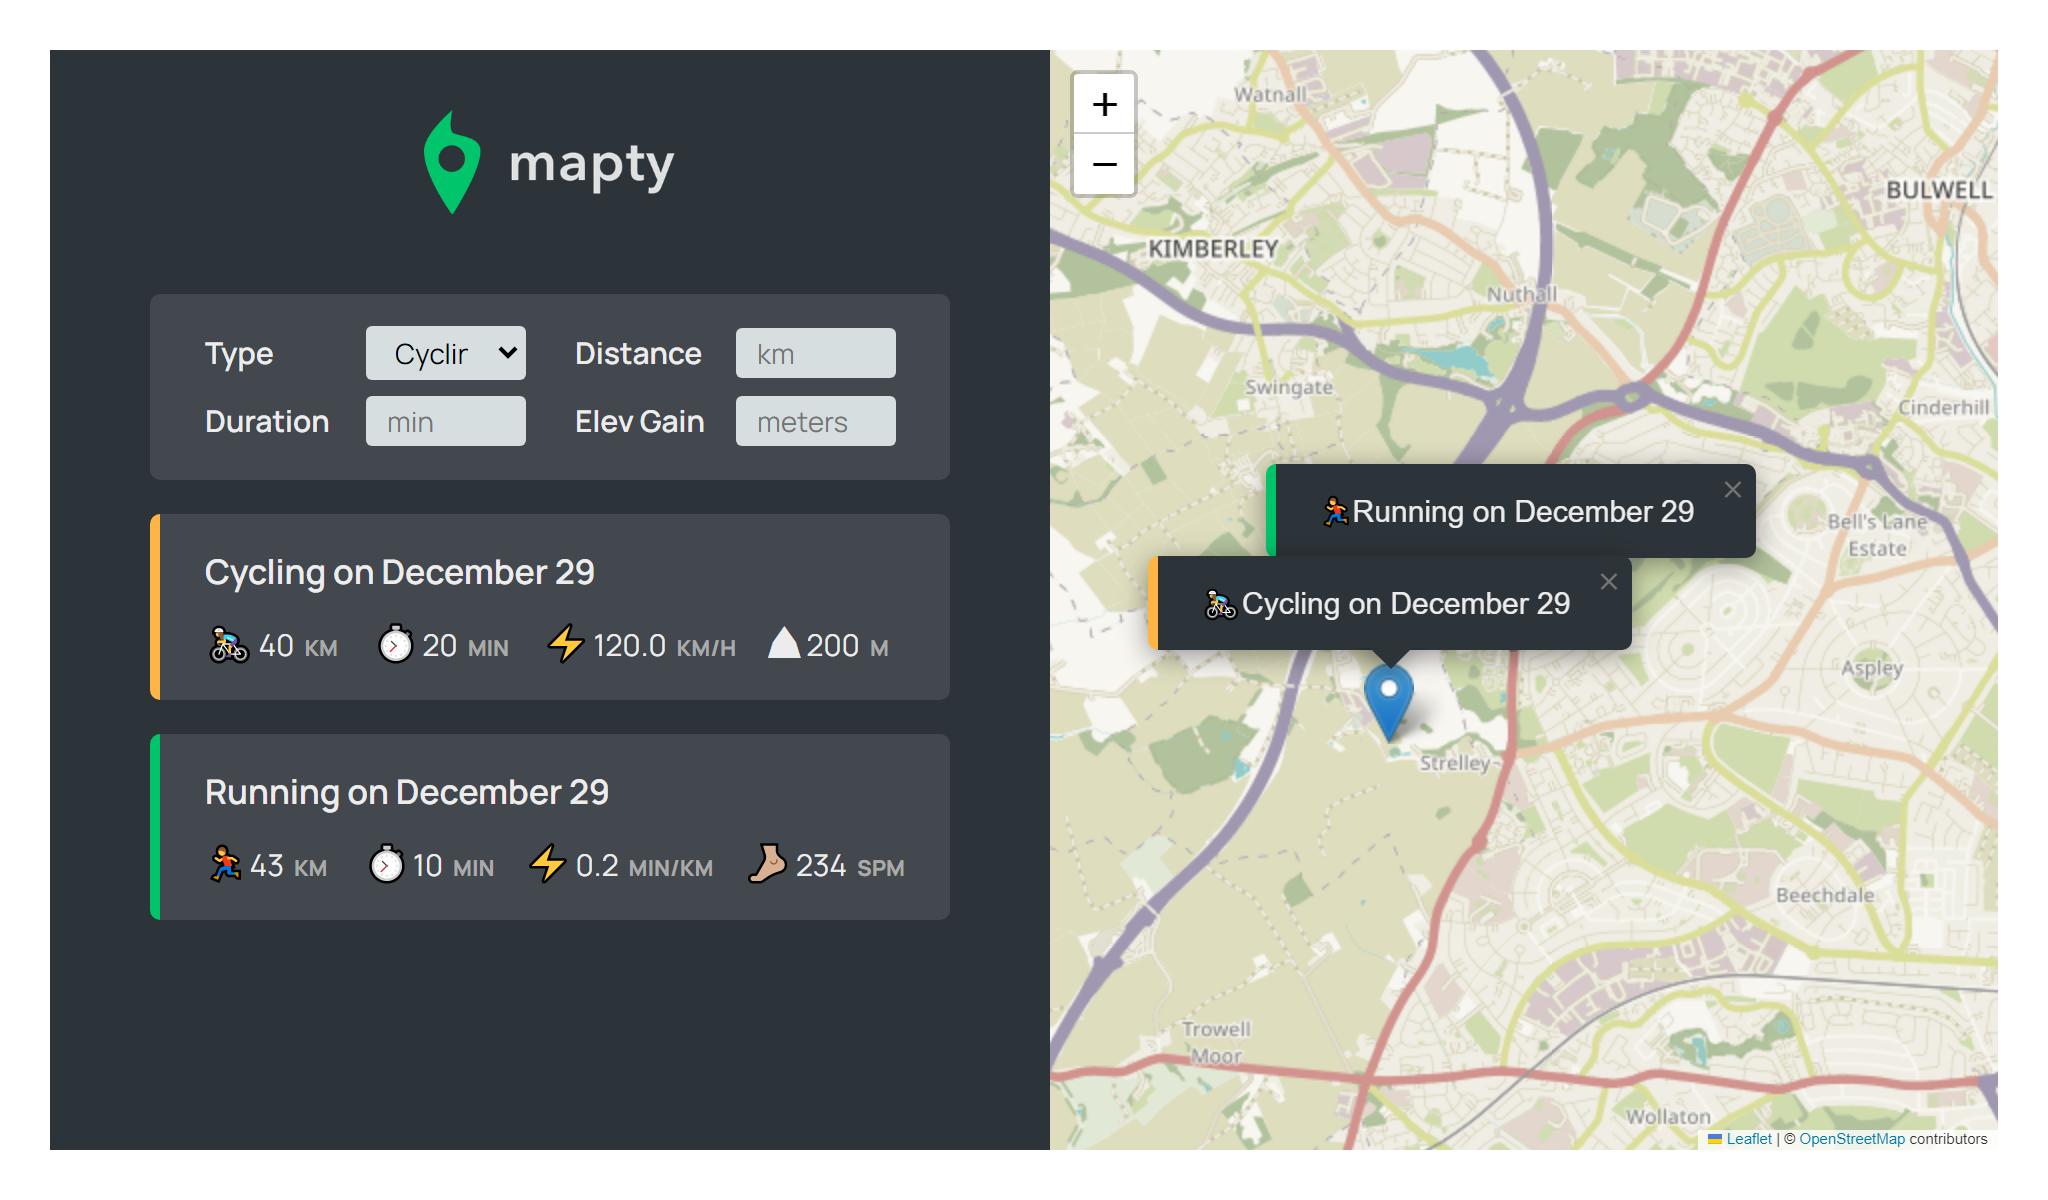 mapty
Type Cyclin Distance km
Duration min Elev Gain meters
Cycling on December 29
40 KM 20 MIN 120.0 KM/H 200 M
Running on December 29
43 KM 10 MIN 0.2 MIN/KM 234 SPM
+
−
Watnall
BULWELL
KIMBERLEY
Nuthall
Swingate
Cinderhill
Running on December 29 ×
Bell's Lane
Estate
Cycling on December 29 ×
Aspley
Strelley
Beechdale
Trowell
Moor
Wollaton
Leaflet | © OpenStreetMap contributors